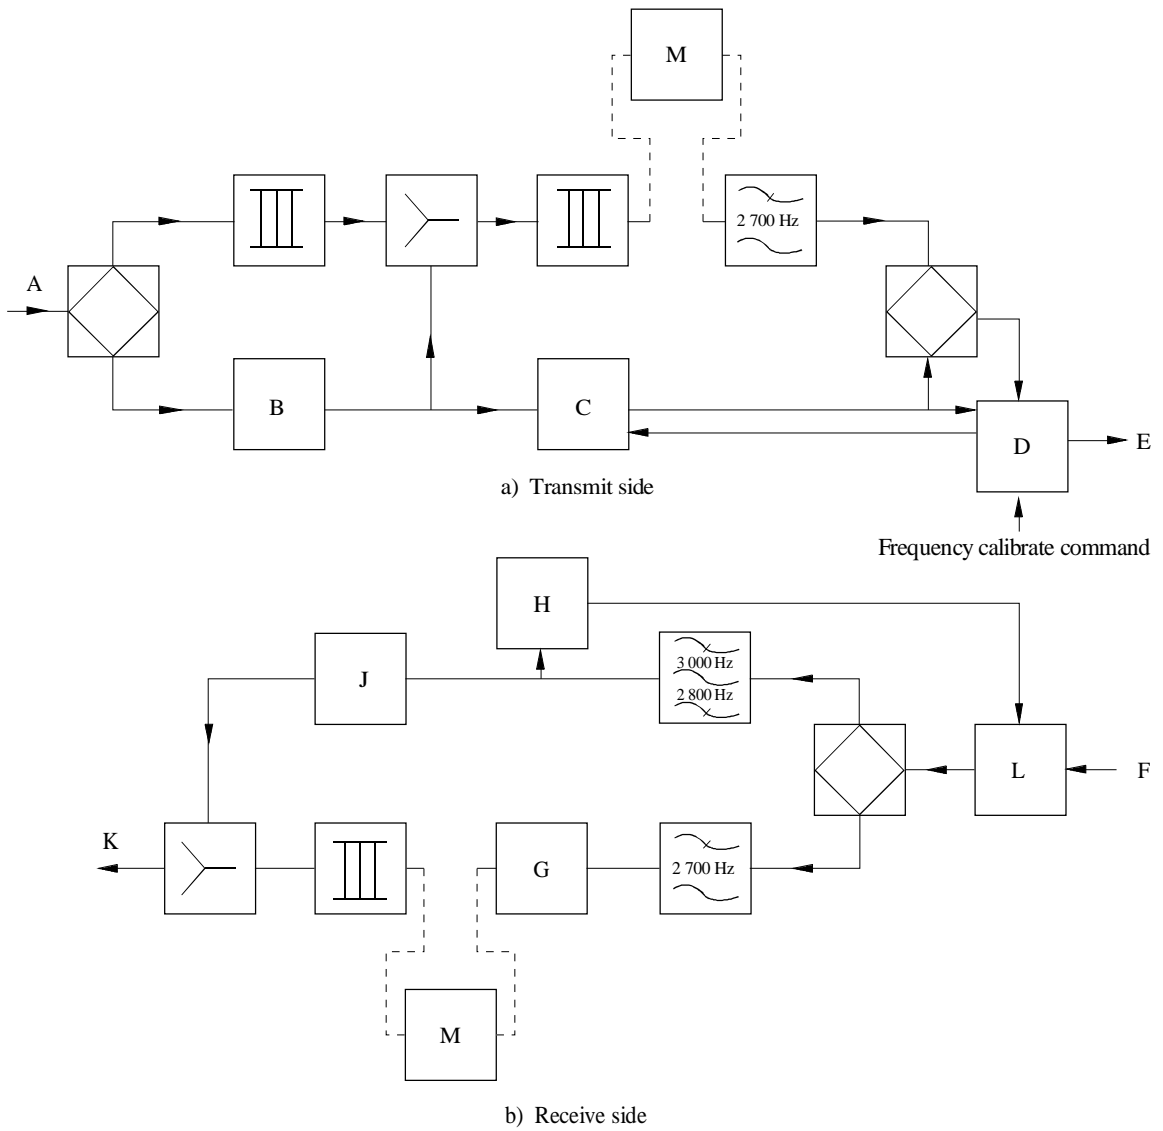 M
2 700 Hz
A
B
C
D
E
a) Transmit side
Frequency calibrate command
H
J
3 000 Hz
2 800 Hz
L
F
K
G
2 700 Hz
M
b) Receive side